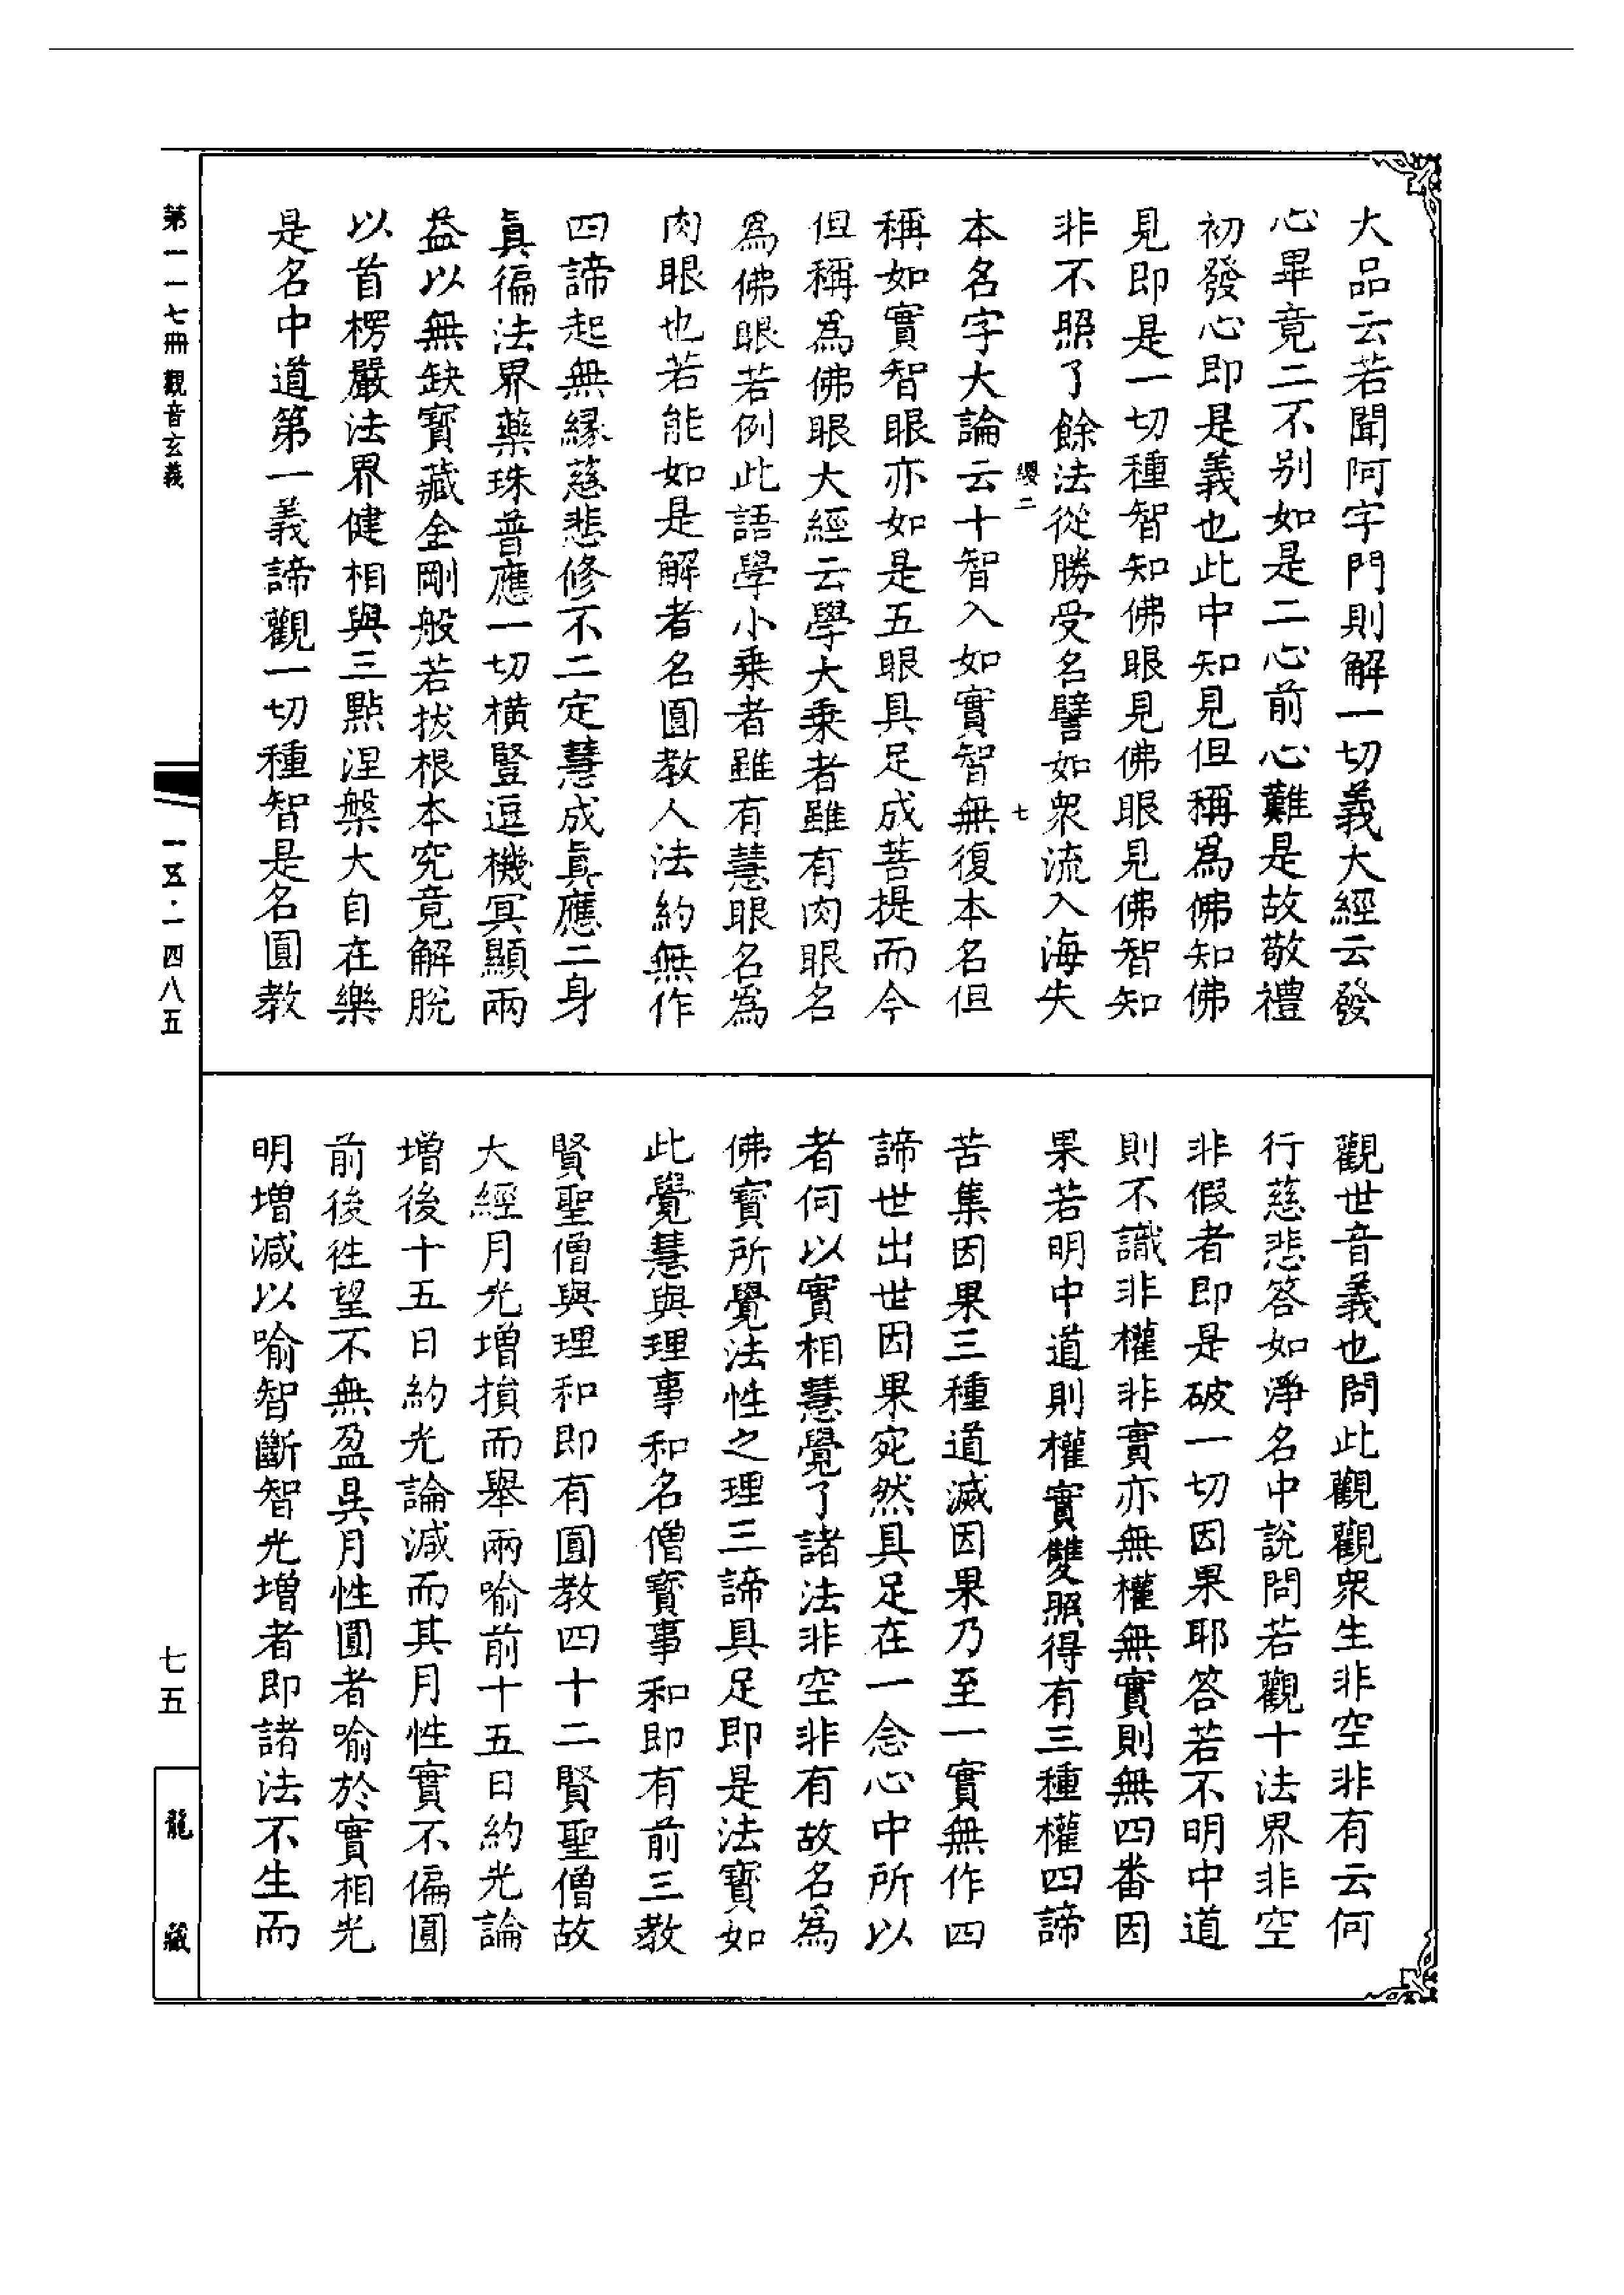 大品云若聞阿字門則解一切義大經云發
心畢竟二不别如是二心前心難是故敬禮
初發心即是義也此中知見但稱為佛知佛
見即是一切種智知佛眼見佛眼見佛智知
非不照了餘法從勝受名譬如衆流入海失
纓二
七
本名字大論云十智入如實智無復本名但
稱如實智眼亦如是五眼具足成菩提而今
但稱為佛眼大經云學大乗者雖有肉眼名
為佛眼若例此語學小乗者雖有慧眼名為
肉眼也若能如是解者名圓教人法約無作
四諦起無緣慈悲修不二定慧成眞應二身
眞徧法界藥珠普應一切横豎逗機冥顯兩
益以無缺寳藏金剛般若拔根本究竟解脫
以首楞嚴法界健相與三點涅槃大自在樂
是名中道第一義諦觀一切種智是名圓教
觀世音義也問此觀觀衆生非空非有云何
行慈悲答如淨名中說問若觀十法界非空
非假者即是破一切因果耶答若不明中道
則不識非權非實亦無權無實則無四番因
果若明中道則權實雙照得有三種權四諦
苦集因果三種道滅因果乃至一實無作四
諦世出世因果宛然具足在一念心中所以
者何以實相慧覺了諸法非空非有故名為
佛寳所覺法性之理三諦具足即是法寳如
此覺慧與理事和名僧寳事和即有前三教
賢聖僧與理和即有圓教四十二賢聖僧故
大經月光增損而舉兩喻前十五日約光論
增後十五日約光論減而其月性實不偏圓
前後徃望不無盈昃月性圓者喻於實相光
明增減以喻智斷智光增者即諸法不生而
第一一七冊 觀音玄義
一五·一四八五
七五
龍藏